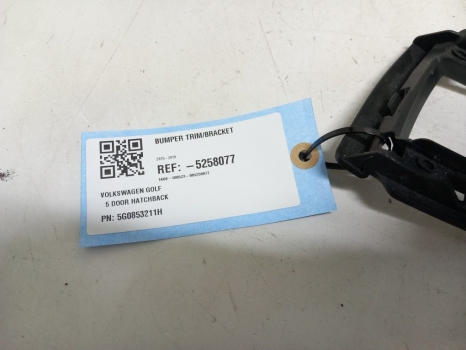 BUMPER TRIM/BRACKET
REF: -5258077
VOLKSWAGEN GOLF
5 DOOR HATCHBACK
PN: 5G0853211H